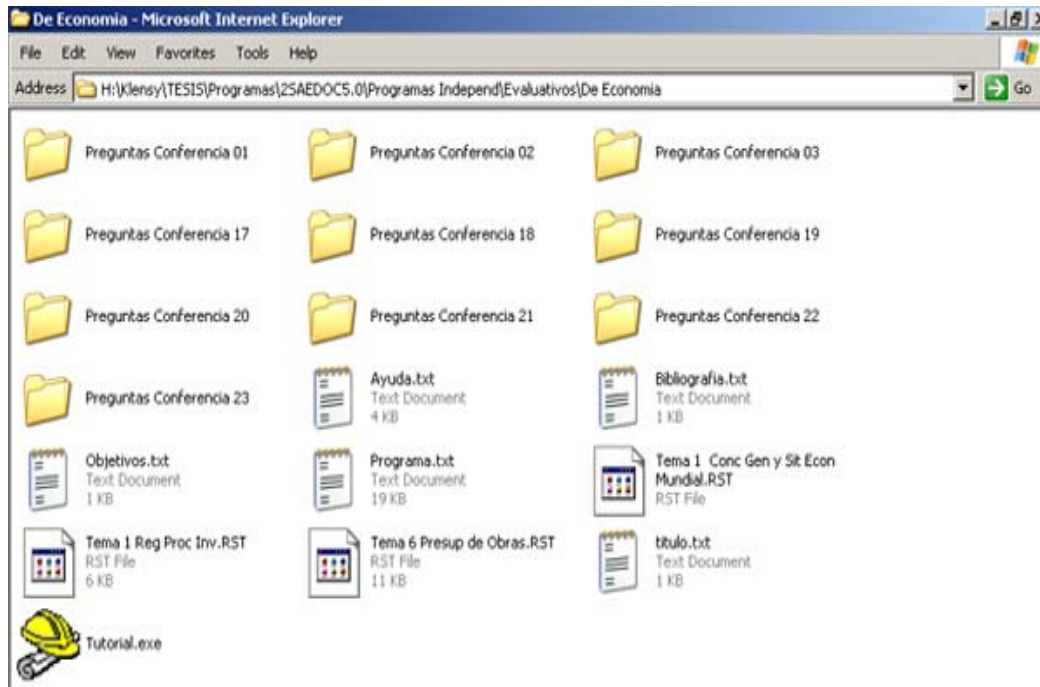 De Economia - Microsoft Internet Explorer
File Edit View Favorites Tools Help
Address H:\Klensy\TESIS\Programas\25AEDOC5.0\Programas Independ\Evaluativos\De Economia Go
Preguntas Conferencia 01
Preguntas Conferencia 02
Preguntas Conferencia 03
Preguntas Conferencia 17
Preguntas Conferencia 18
Preguntas Conferencia 19
Preguntas Conferencia 20
Preguntas Conferencia 21
Preguntas Conferencia 22
Preguntas Conferencia 23
Ayuda.txt
Text Document
4 KB
Bibliografia.txt
Text Document
1 KB
Objetivos.txt
Text Document
1 KB
Programa.txt
Text Document
19 KB
Tema 1 Conc Gen y Sit Econ
Mundial.RST
RST File
Tema 1 Reg Proc Inv.RST
RST File
6 KB
Tema 6 Presup de Obras.RST
RST File
11 KB
titulo.txt
Text Document
1 KB
Tutorial.exe